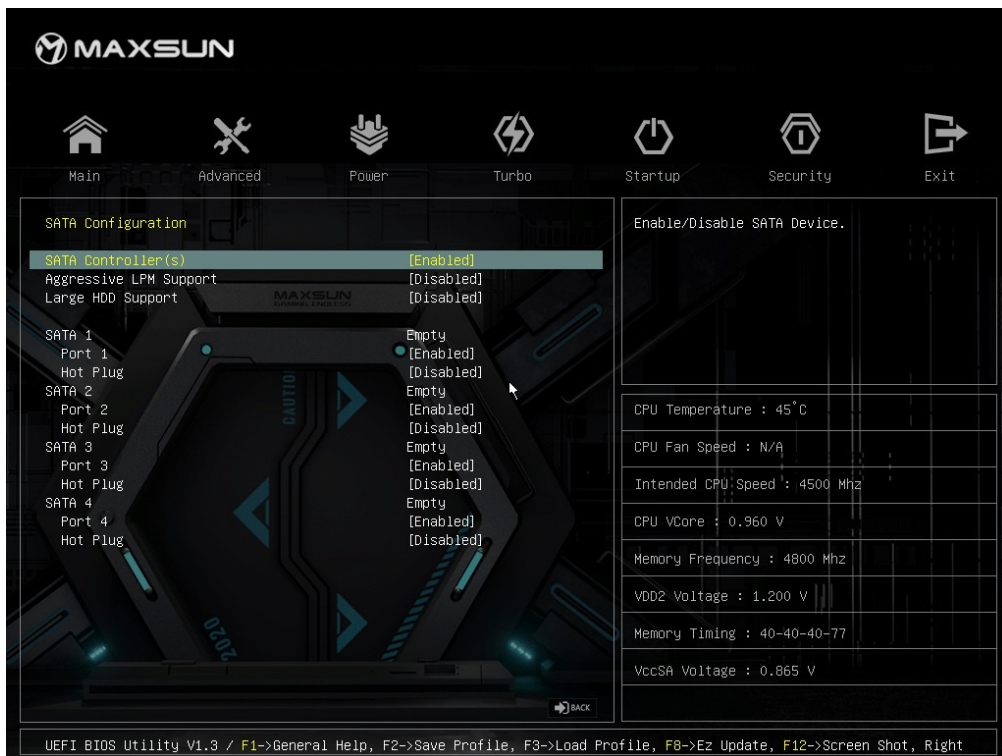 MAXSUN
Main Advanced Power Turbo Startup Security Exit
SATA Configuration
SATA Controller(s) [Enabled]
Aggressive LPM Support [Disabled]
Large HDD Support [Disabled]
MAXSUN
GAMING ENDLESS
SATA 1 Empty
Port 1 [Enabled]
Hot Plug [Disabled]
SATA 2 Empty
Port 2 [Enabled]
Hot Plug [Disabled]
SATA 3 Empty
Port 3 [Enabled]
Hot Plug [Disabled]
SATA 4 Empty
Port 4 [Enabled]
Hot Plug [Disabled]
CAUTIO
2020
BACK
Enable/Disable SATA Device.
CPU Temperature : 45°C
CPU Fan Speed : N/A
Intended CPU Speed : 4500 Mhz
CPU VCore : 0.960 V
Memory Frequency : 4800 Mhz
VDD2 Voltage : 1.200 V
Memory Timing : 40-40-40-77
VccSA Voltage : 0.865 V
UEFI BIOS Utility V1.3 / F1->General Help, F2->Save Profile, F3->Load Profile, F8->Ez Update, F12->Screen Shot, Right